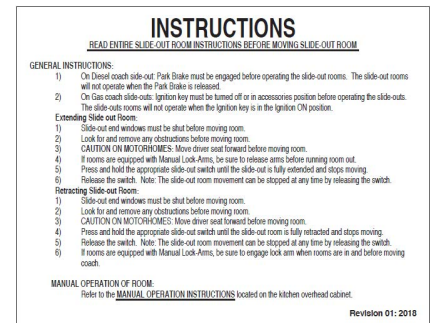 INSTRUCTIONS
READ ENTIRE SLIDE-OUT ROOM INSTRUCTIONS BEFORE MOVING SLIDE-OUT ROOM
GENERAL INSTRUCTIONS:
1) On Diesel coach side-out: Park Brake must be engaged before operating the slide-out rooms. The slide-out rooms
will not operate when the Park Brake is released.
2) On Gas coach slide-outs: Ignition key must be turned off or in accessories position before operating the slide-outs.
The slide-outs rooms will not operate when the Ignition key is in the Ignition ON position.
Extending Slide out Room:
1) Slide-out end windows must be shut before moving room.
2) Look for and remove any obstructions before moving room.
3) CAUTION ON MOTORHOMES: Move driver seat forward before moving room.
4) If rooms are equipped with Manual Lock-Arms, be sure to release arms before running room out.
5) Press and hold the appropriate slide-out switch until the slide-out is fully extended and stops moving.
6) Release the switch. Note: The slide-out room movement can be stopped at any time by releasing the switch.
Retracting Slide-out Room:
1) Slide-out end windows must be shut before moving room.
2) Look for and remove any obstructions before moving room.
3) CAUTION ON MOTORHOMES: Move driver seat forward before moving room.
4) Press and hold the appropriate slide-out switch until the slide-out room is fully retracted and stops moving.
5) Release the switch. Note: The slide-out room movement can be stopped at any time by releasing the switch.
6) If rooms are equipped with Manual Lock-Arms, be sure to engage lock arm when rooms are in and before moving
coach.
MANUAL OPERATION OF ROOM:
Refer to the MANUAL OPERATION INSTRUCTIONS located on the kitchen overhead cabinet.
Revision 01: 2018